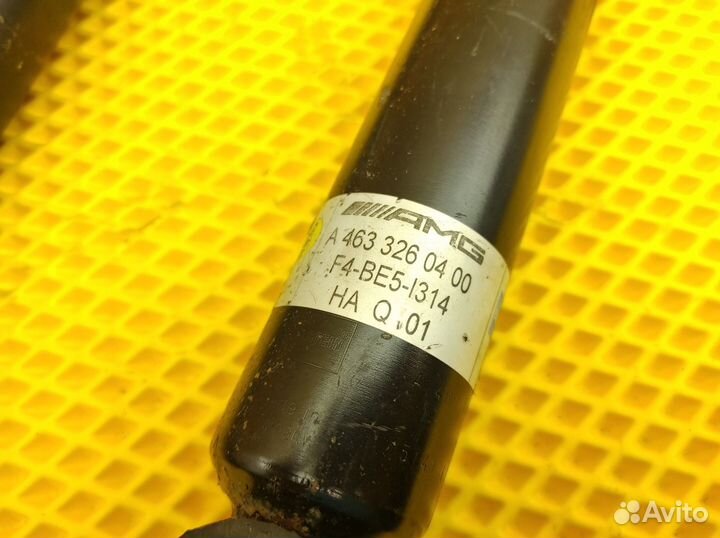 AMG
A 463 326 04 00
F4-BE5-I314
HA Q 01
Avito